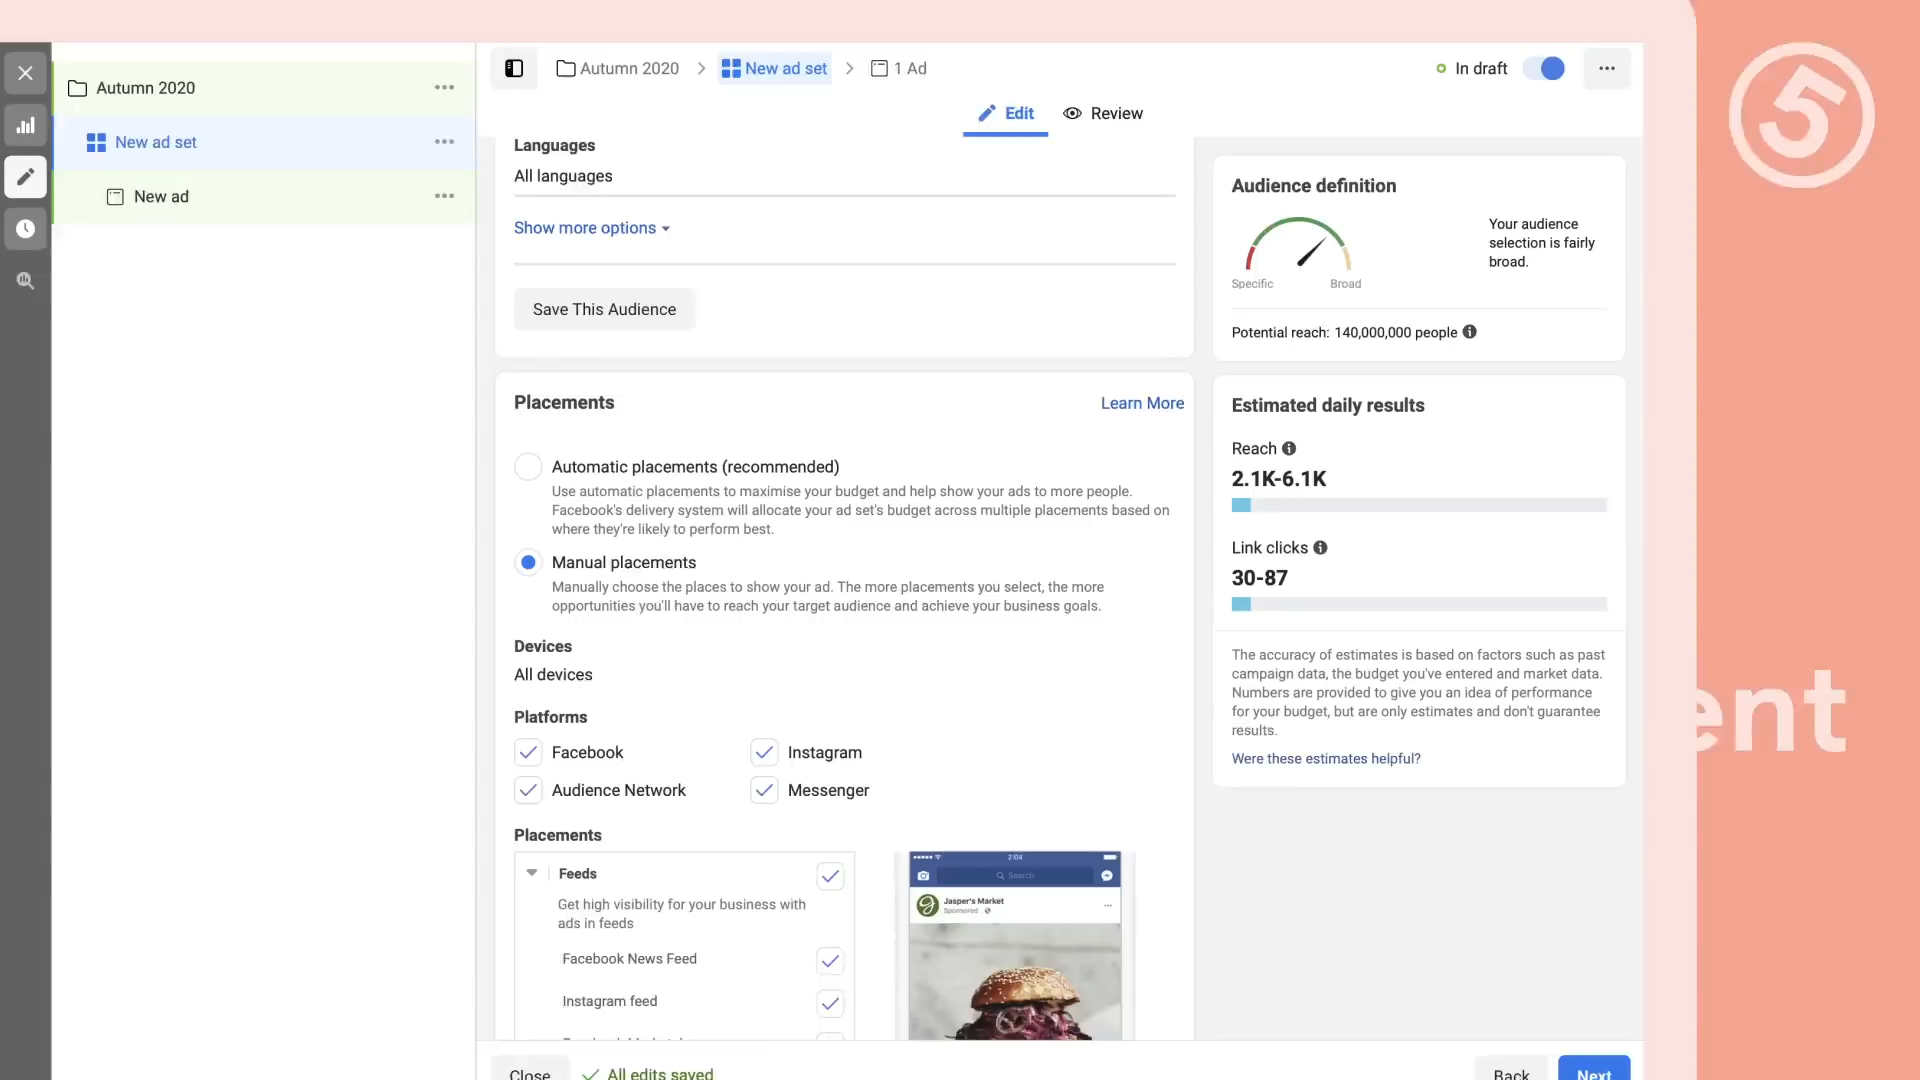 Autumn 2020
New ad set
New ad
Autumn 2020
New ad set
1 Ad
In draft
Edit
Review
Languages
All languages
Show more options
Save This Audience
Placements
Learn More
Automatic placements (recommended)
Use automatic placements to maximise your budget and help show your ads to more people.
Facebook's delivery system will allocate your ad set's budget across multiple placements based on
where they're likely to perform best.
Manual placements
Manually choose the places to show your ad. The more placements you select, the more
opportunities you'll have to reach your target audience and achieve your business goals.
Devices
All devices
Platforms
Facebook
Instagram
Audience Network
Messenger
Placements
Feeds
Get high visibility for your business with
ads in feeds
Facebook News Feed
Instagram feed
2:04
Search
Jasper's Market
Sponsored
Close
All edits saved
Back
Next
Audience definition
Your audience
selection is fairly
broad.
Specific
Broad
Potential reach: 140,000,000 people
Estimated daily results
Reach
2.1K-6.1K
Link clicks
30-87
The accuracy of estimates is based on factors such as past
campaign data, the budget you've entered and market data.
Numbers are provided to give you an idea of performance
for your budget, but are only estimates and don't guarantee
results.
Were these estimates helpful?
5
ent